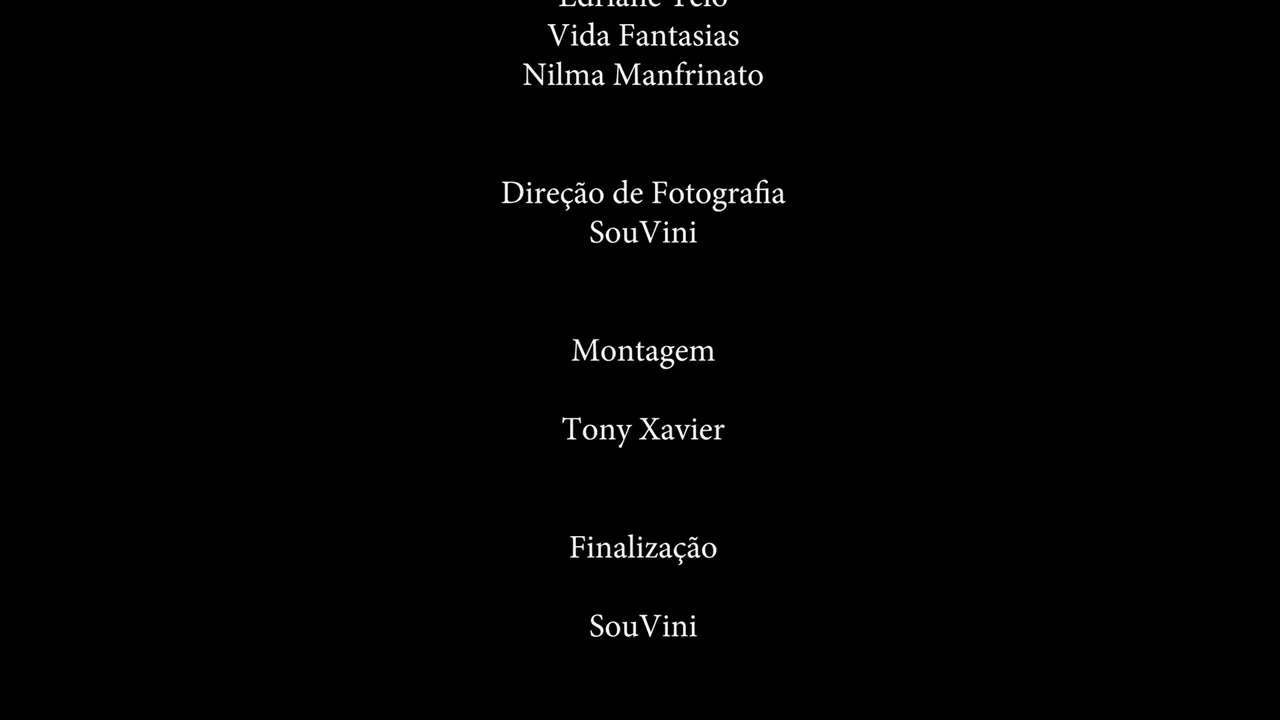 Vida Fantasias
Nilma Manfrinato
Direção de Fotografia
SouVini
Montagem
Tony Xavier
Finalização
SouVini